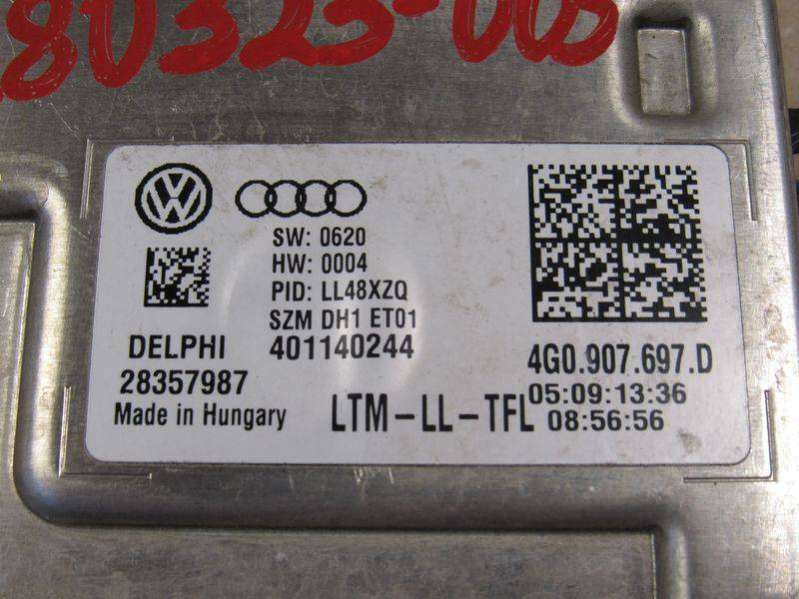 80323-005
SW: 0620
HW: 0004
PID: LL48XZQ
SZM DH1 ET01
401140244
DELPHI
28357987
Made in Hungary
LTM-LL-TFL
4G0.907.697.D
05:09:13:36
08:56:56